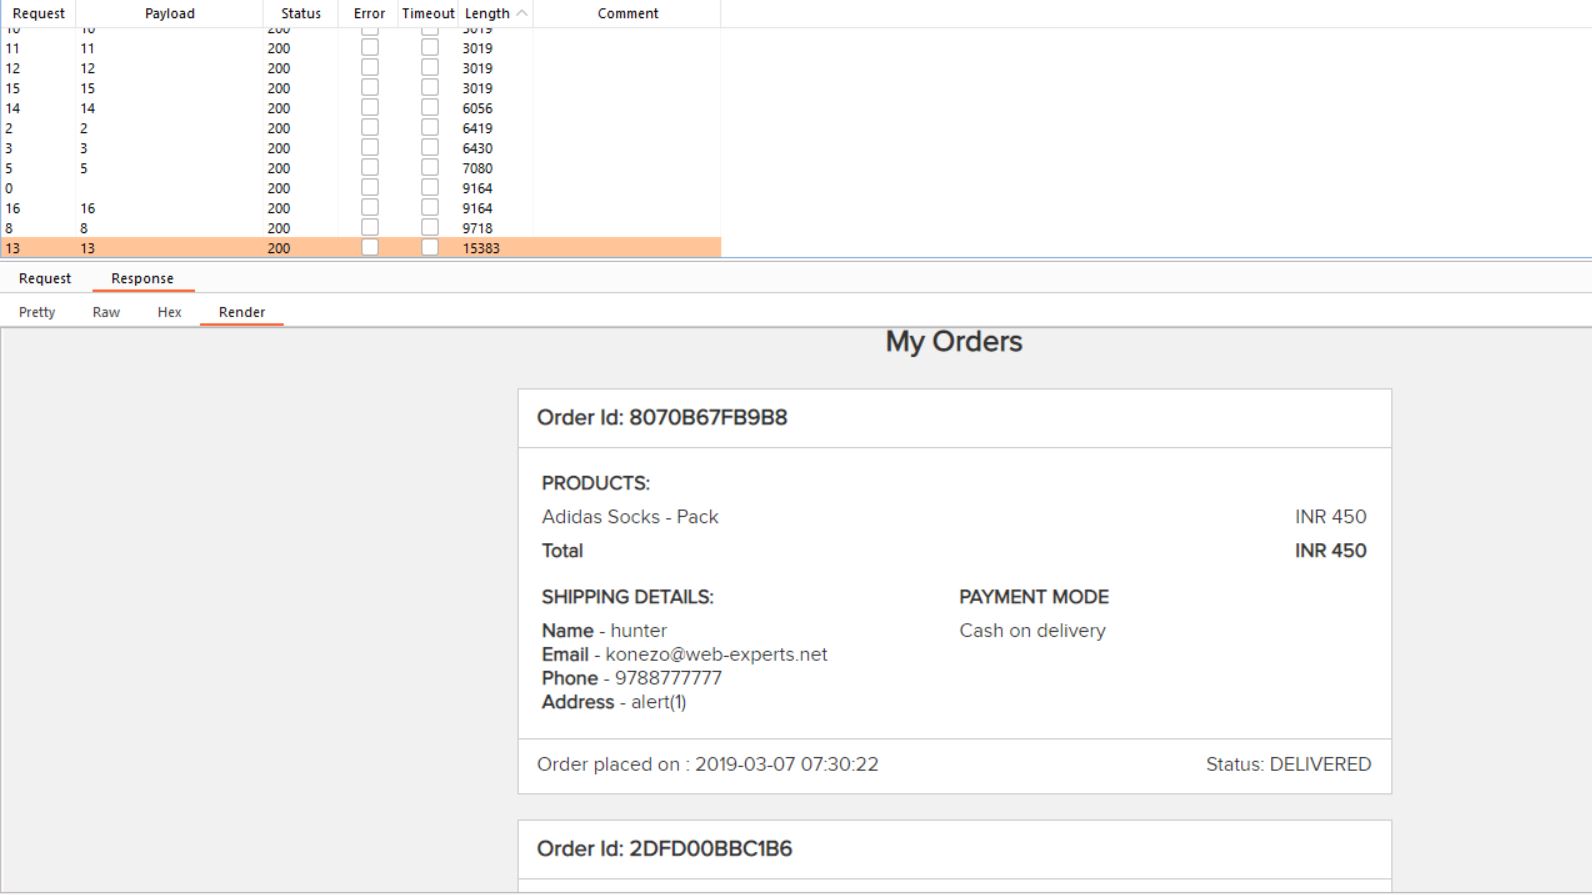 Request Payload Status Error Timeout Length Comment
10 10 200 3019
11 11 200 3019
12 12 200 3019
15 15 200 3019
14 14 200 6056
2 2 200 6419
3 3 200 6430
5 5 200 7080
0 200 9164
16 16 200 9164
8 8 200 9718
13 13 200 15383
Request Response
Pretty Raw Hex Render
My Orders
Order Id: 8070B67FB9B8
PRODUCTS:
Adidas Socks - Pack INR 450
Total INR 450
SHIPPING DETAILS: PAYMENT MODE
Name - hunter Cash on delivery
Email - konezo@web-experts.net
Phone - 9788777777
Address - alert(1)
Order placed on : 2019-03-07 07:30:22 Status: DELIVERED
Order Id: 2DFD00BBC1B6